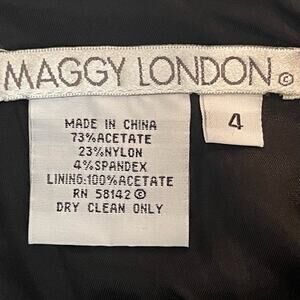 MAGGY LONDON©
4
MADE IN CHINA
73%ACETATE
23%NYLON
4%SPANDEX
LINING:100%ACETATE
RN 58142 ©
DRY CLEAN ONLY